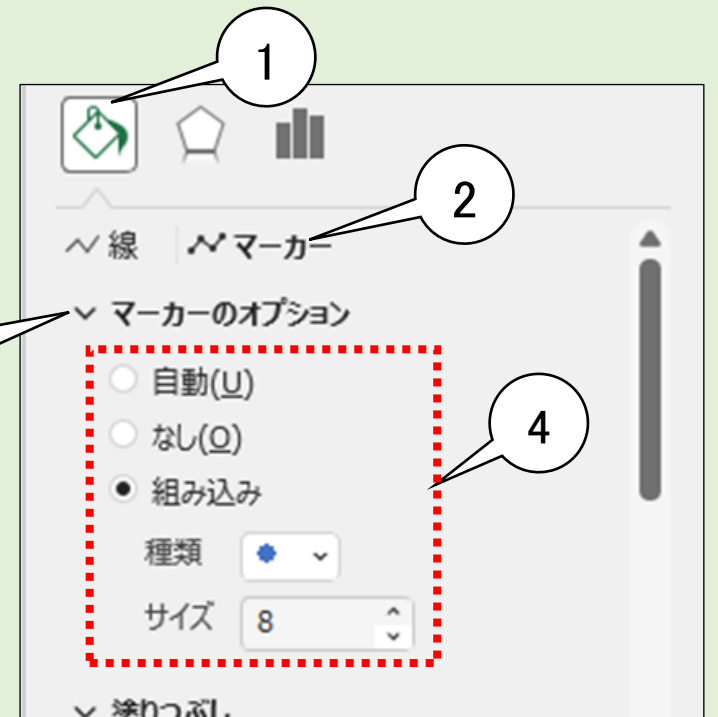 1
2
線 マーカー
マーカーのオプション
自動(U)
なし(O)
4
組み込み
種類
サイズ 8
塗りつぶし